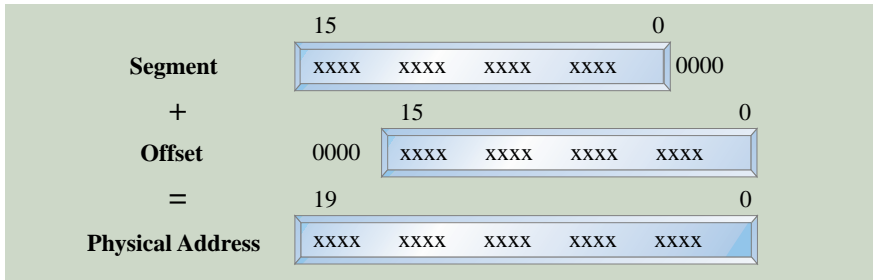 15 0
Segment xxxx xxxx xxxx xxxx 0000
+ 15 0
Offset 0000 xxxx xxxx xxxx xxxx
= 19 0
Physical Address xxxx xxxx xxxx xxxx xxxx